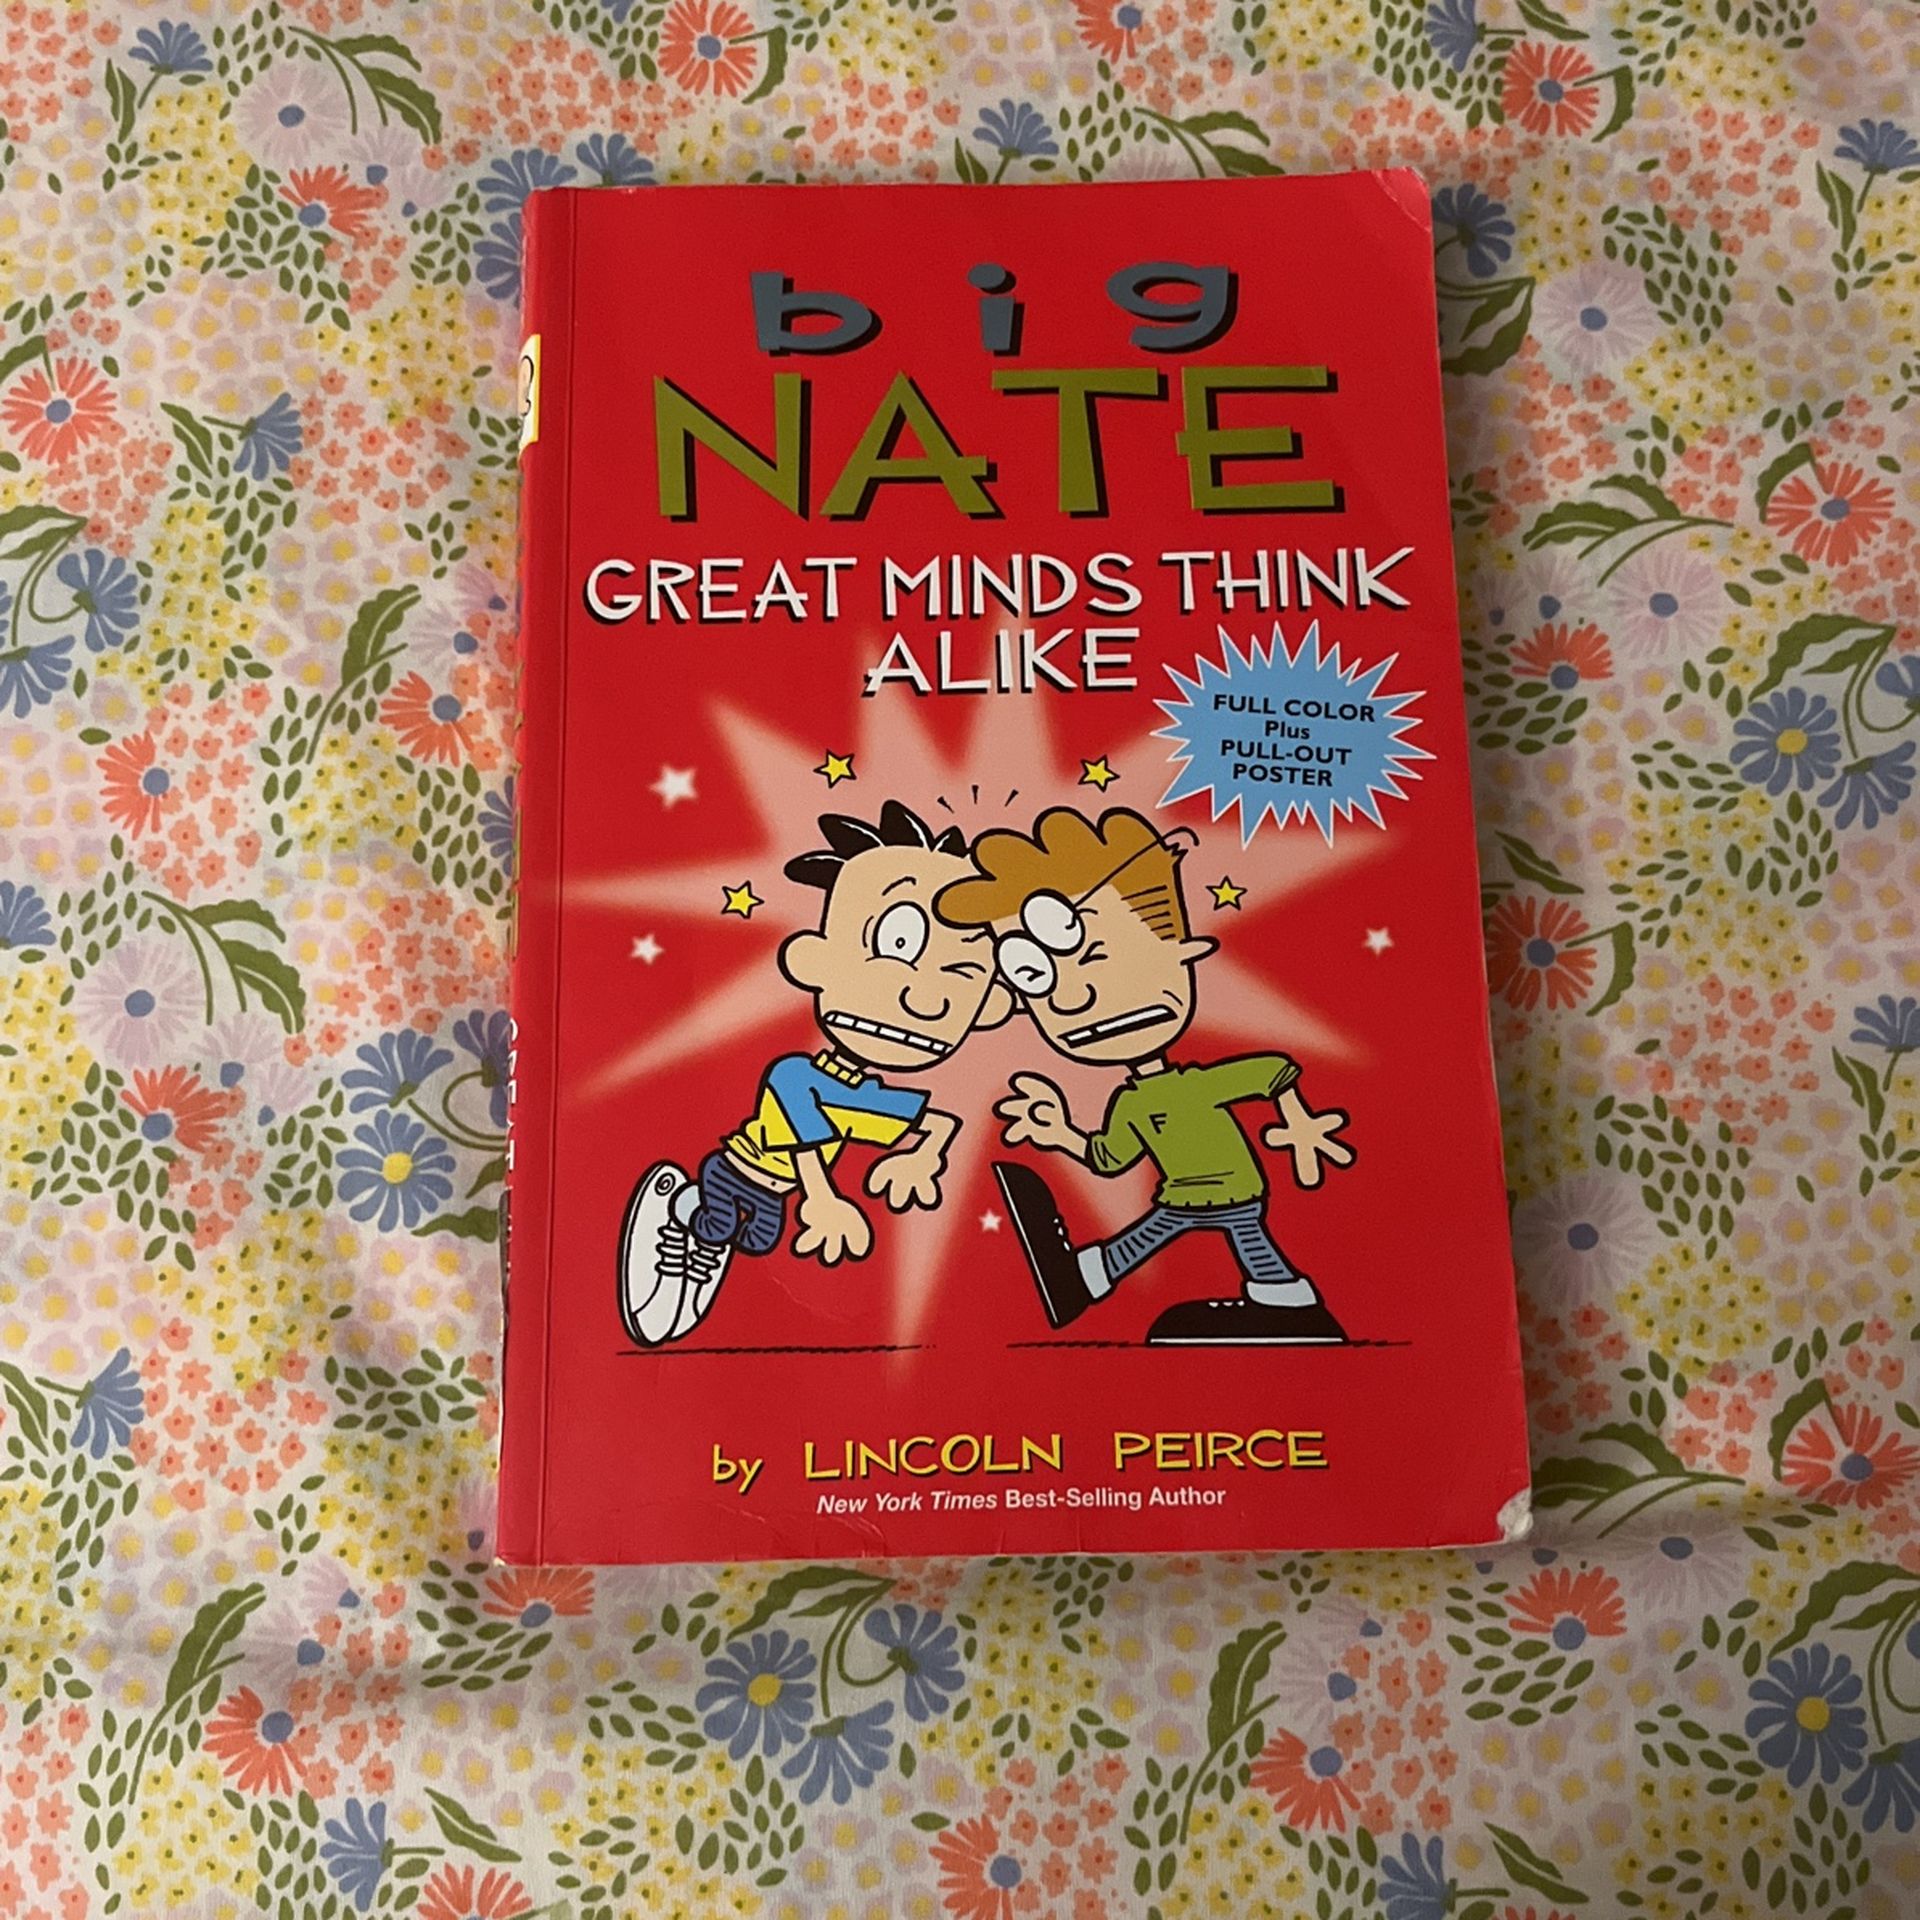 big
NATE
GREAT MINDS THINK
ALIKE
FULL COLOR
Plus
PULL-OUT
POSTER
F
by LINCOLN PEIRCE
New York Times Best-Selling Author
GREAT